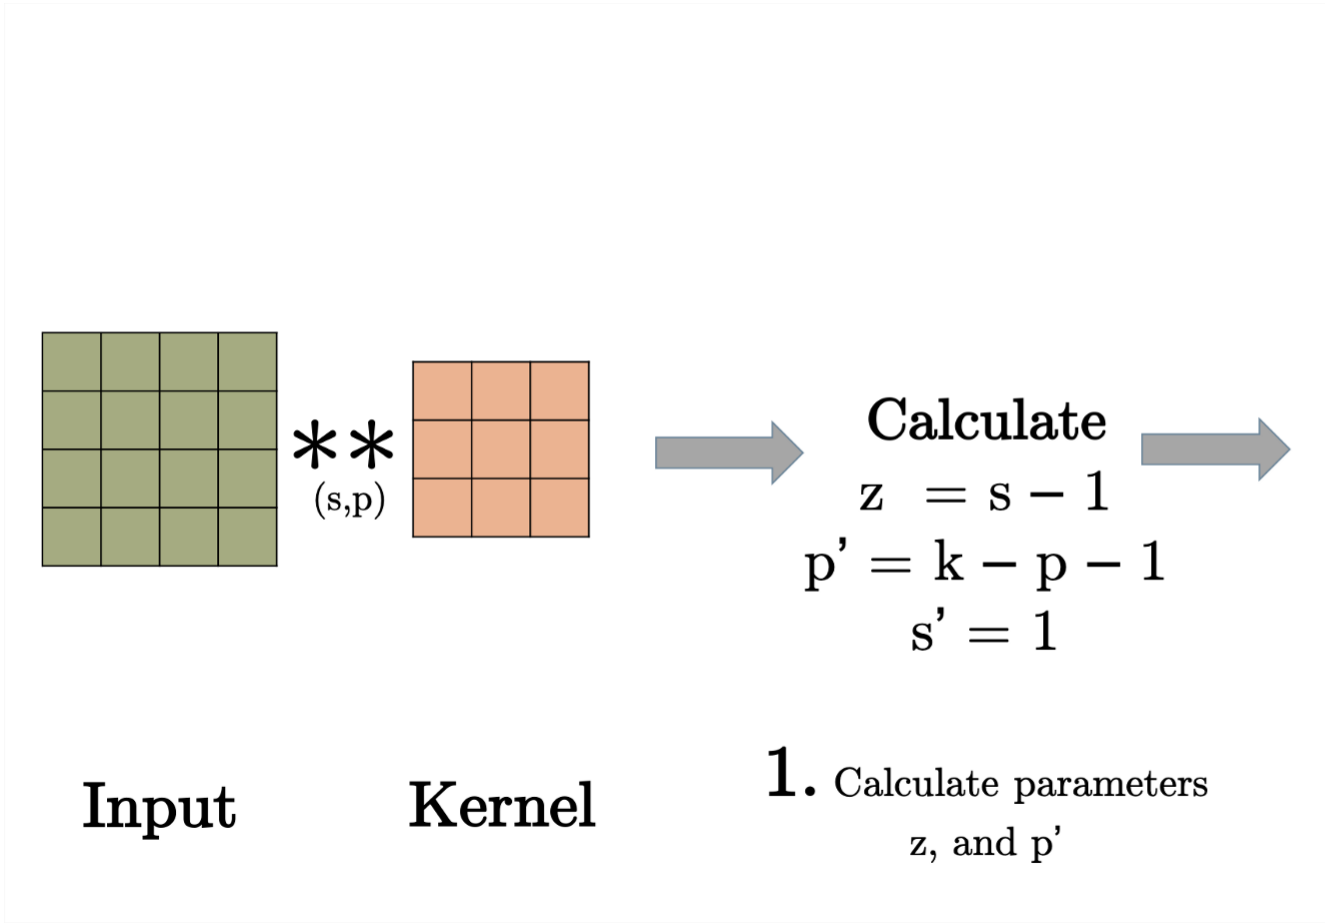 **
(s,p)
Calculate
z = s − 1
p’ = k − p − 1
s’ = 1
Input
Kernel
1. Calculate parameters
z, and p’